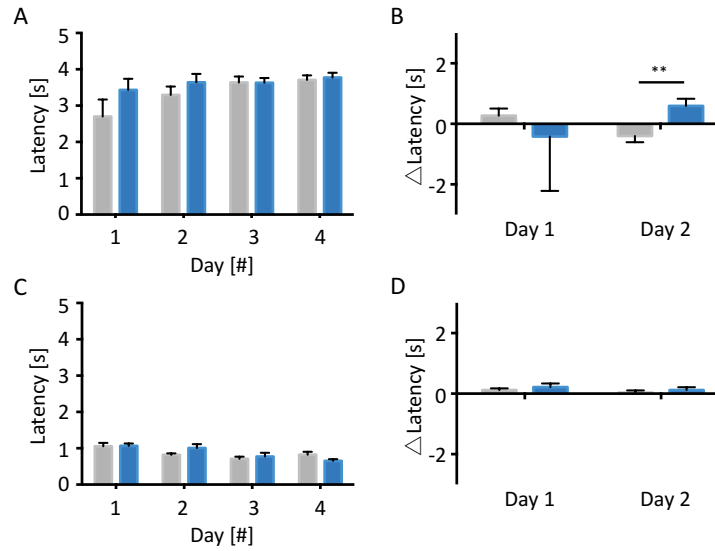 A
Latency [s]
5
4
3
2
1
0
1 2 3 4
Day [#]
B
△Latency [s]
2
0
-2
**
Day 1 Day 2
C
Latency [s]
5
4
3
2
1
0
1 2 3 4
Day [#]
D
△Latency [s]
2
0
-2
Day 1 Day 2